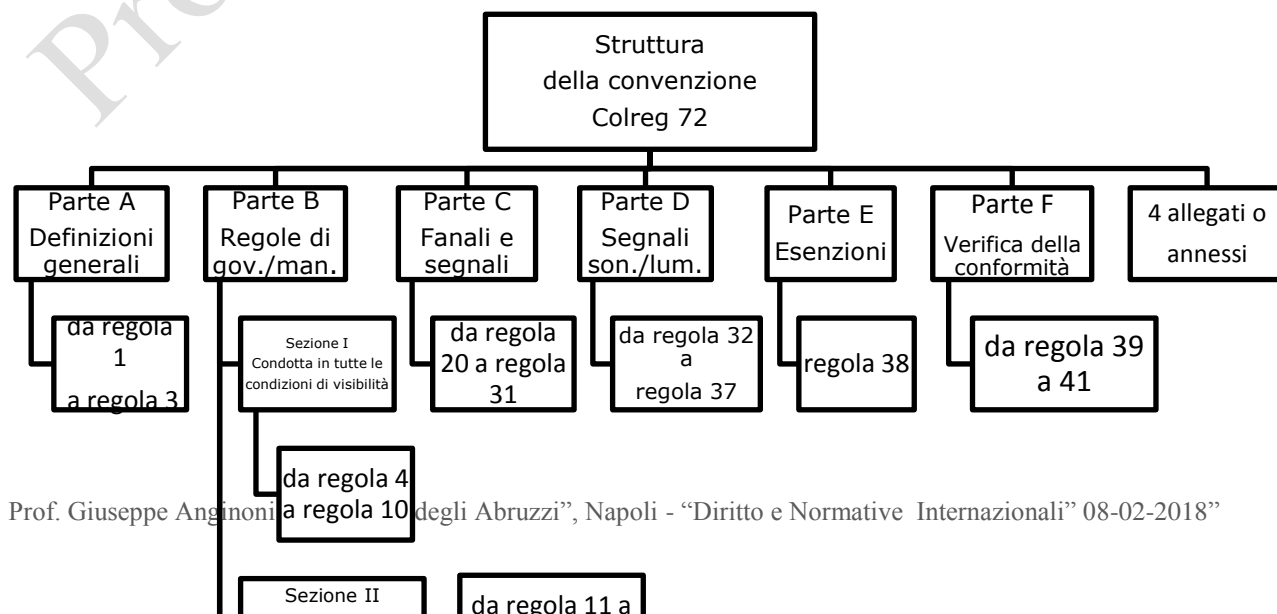 Pro
Struttura
della convenzione
Colreg 72
Parte A
Definizioni
generali
Parte B
Regole di
gov./man.
Parte C
Fanali e
segnali
Parte D
Segnali
son./lum.
Parte E
Esenzioni
Parte F
Verifica della
conformità
4 allegati o
annessi
da regola
1
a regola 3
Sezione I
Condotta in tutte le
condizioni di visibilità
da regola
20 a regola
31
da regola 32
a
regola 37
regola 38
da regola 39
a 41
da regola 4
a regola 10
Prof. Giuseppe Anginoni degli Abruzzi”, Napoli - “Diritto e Normative Internazionali” 08-02-2018”
Sezione II
da regola 11 a